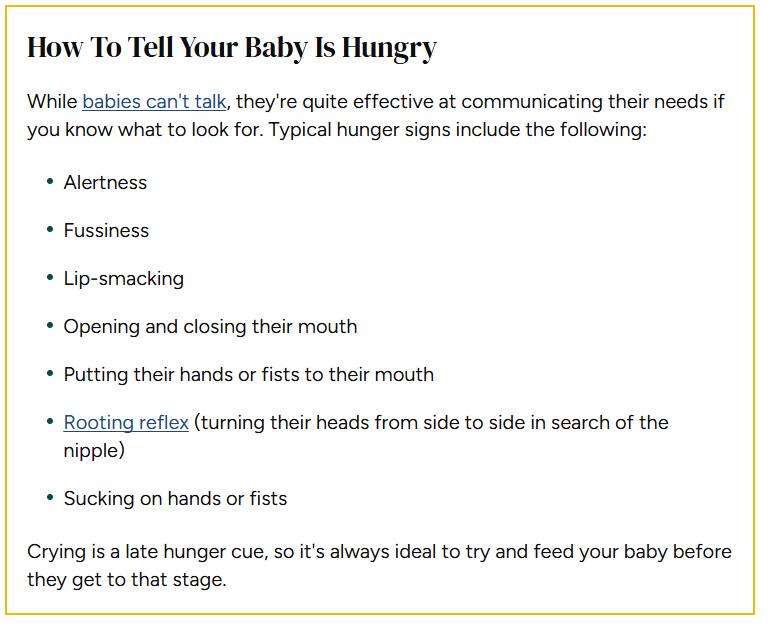 How To Tell Your Baby Is Hungry
While babies can't talk, they're quite effective at communicating their needs if
you know what to look for. Typical hunger signs include the following:
• Alertness
• Fussiness
• Lip-smacking
• Opening and closing their mouth
• Putting their hands or fists to their mouth
• Rooting reflex (turning their heads from side to side in search of the
nipple)
• Sucking on hands or fists
Crying is a late hunger cue, so it's always ideal to try and feed your baby before
they get to that stage.